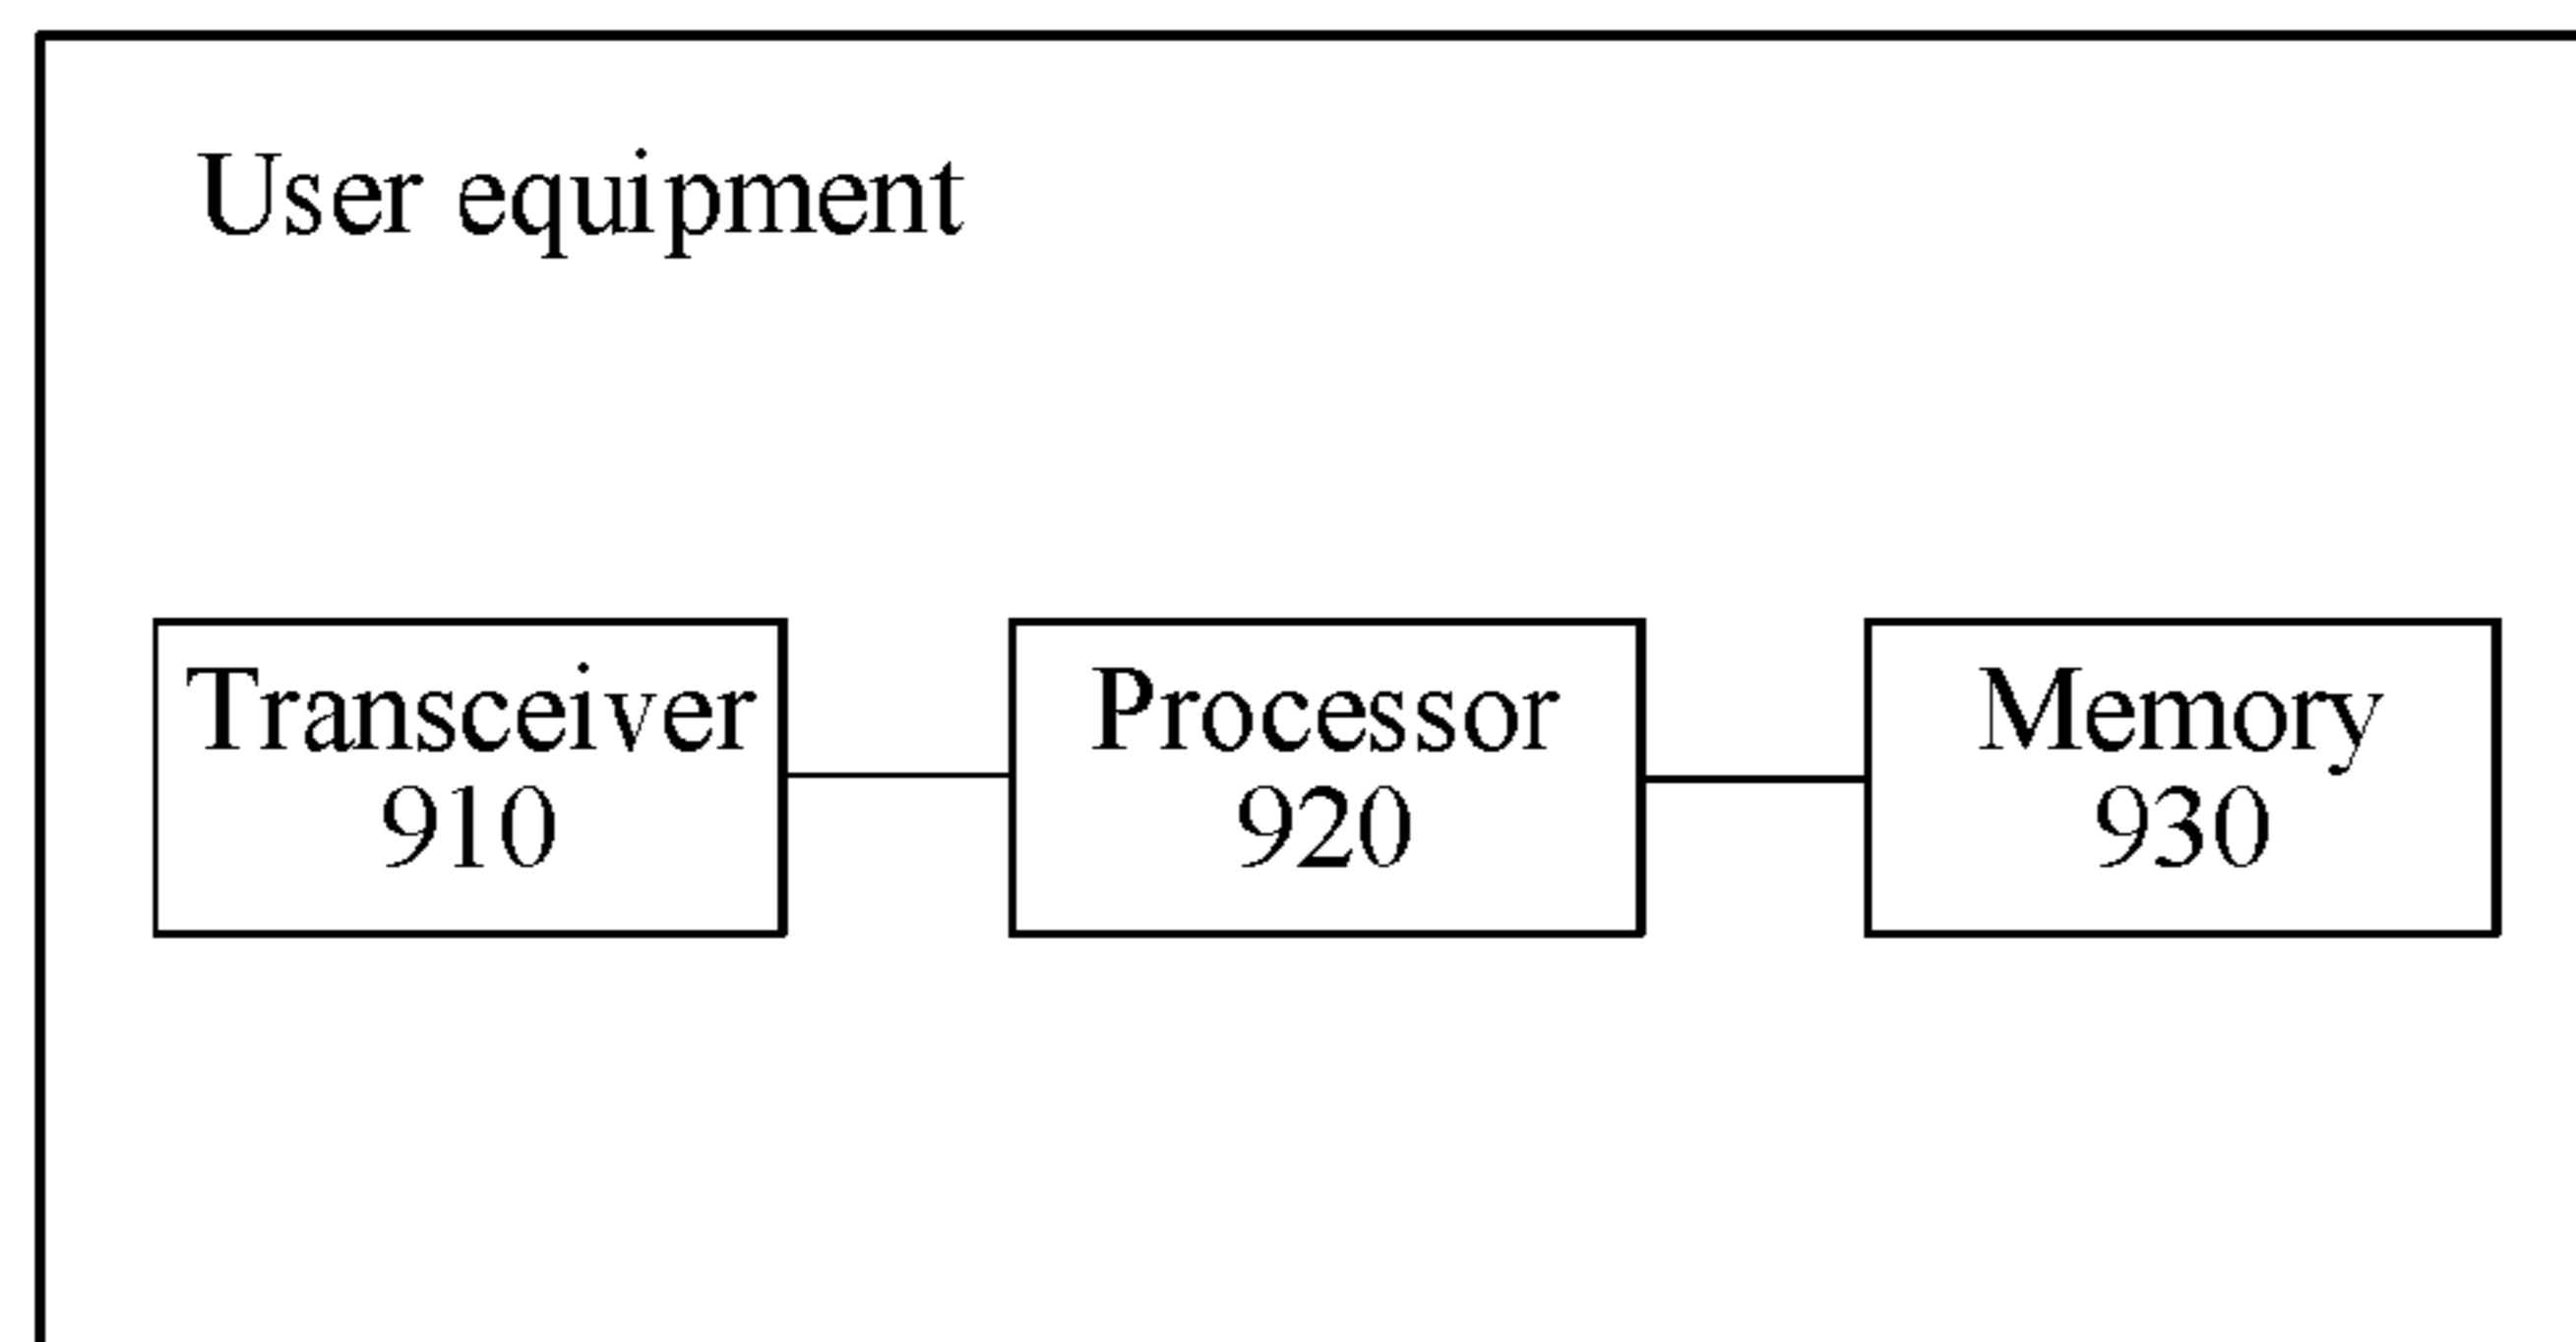 User equipment
Transceiver
910
Processor
920
Memory
930